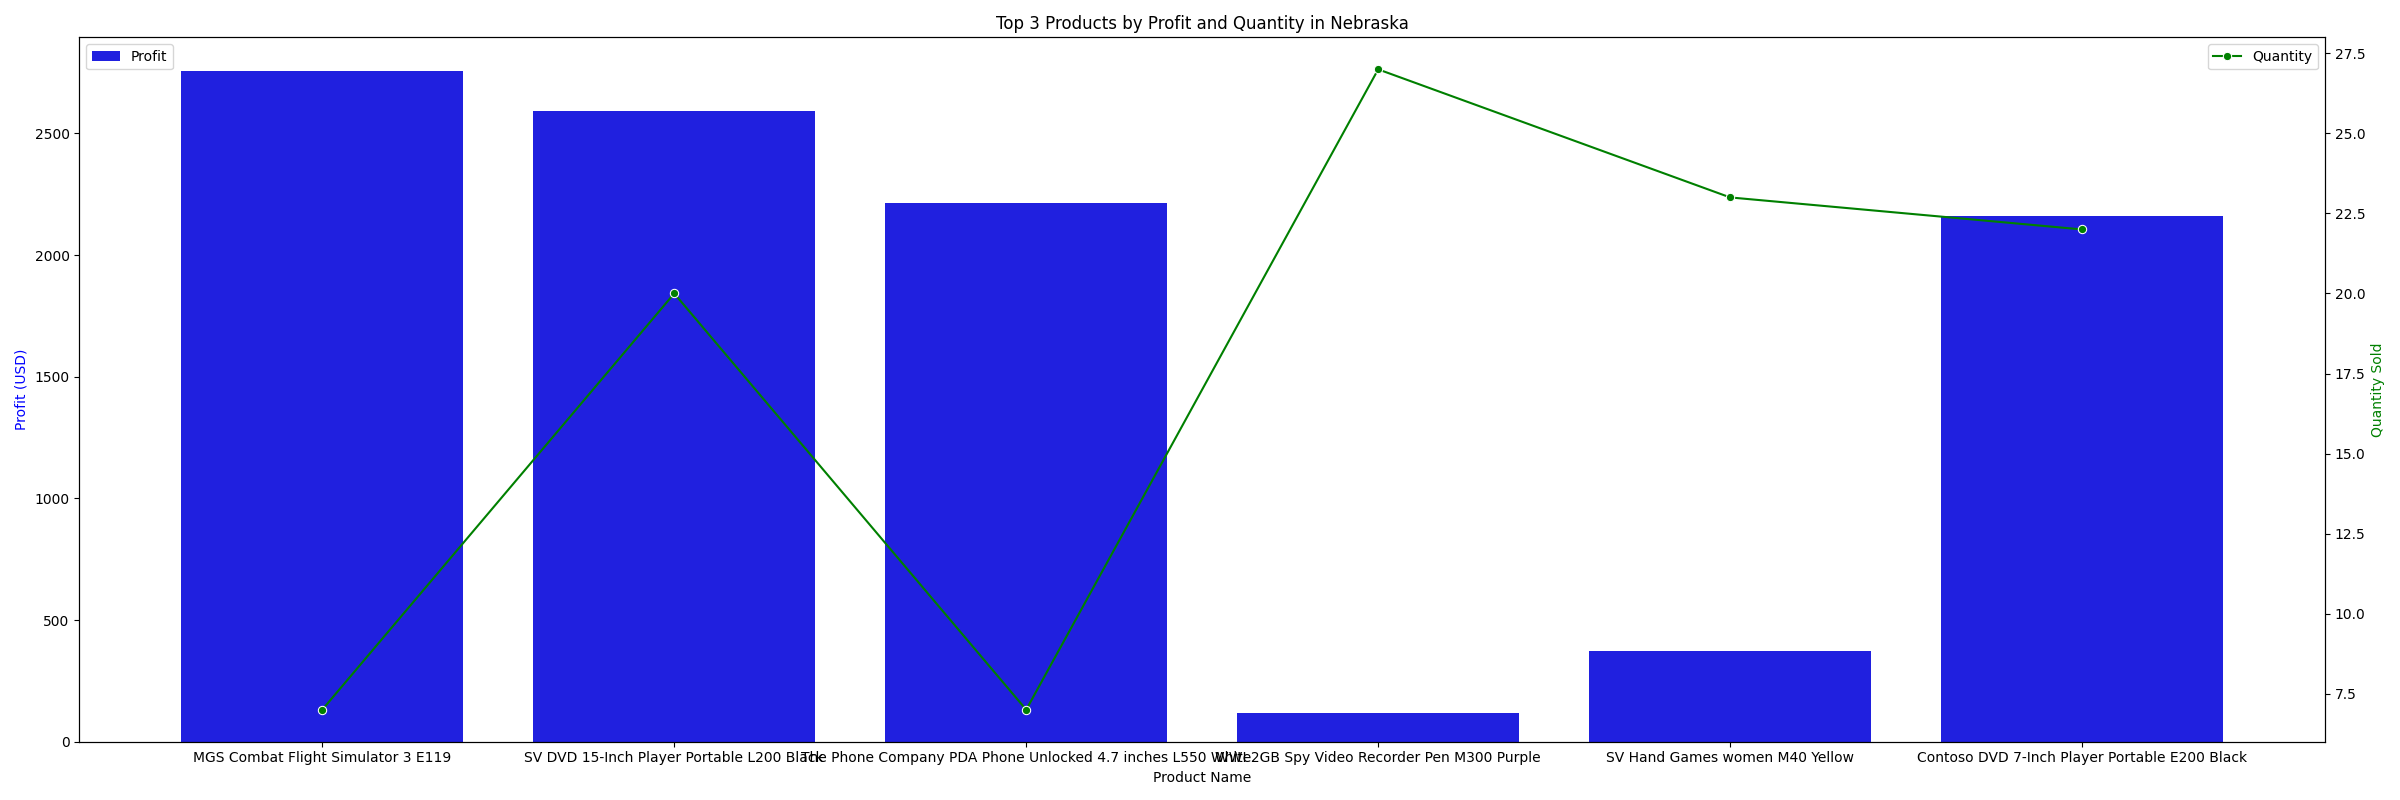 Top 3 Products by Profit and Quantity in Nebraska
Profit
Quantity
Profit (USD)
2500
2000
1500
1000
500
0
27.5
25.0
22.5
20.0
17.5
15.0
12.5
10.0
7.5
Quantity Sold
MGS Combat Flight Simulator 3 E119
SV DVD 15-Inch Player Portable L200 Black
The Phone Company PDA Phone Unlocked 4.7 inches L550 White
2GB Spy Video Recorder Pen M300 Purple
SV Hand Games women M40 Yellow
Contoso DVD 7-Inch Player Portable E200 Black
Product Name